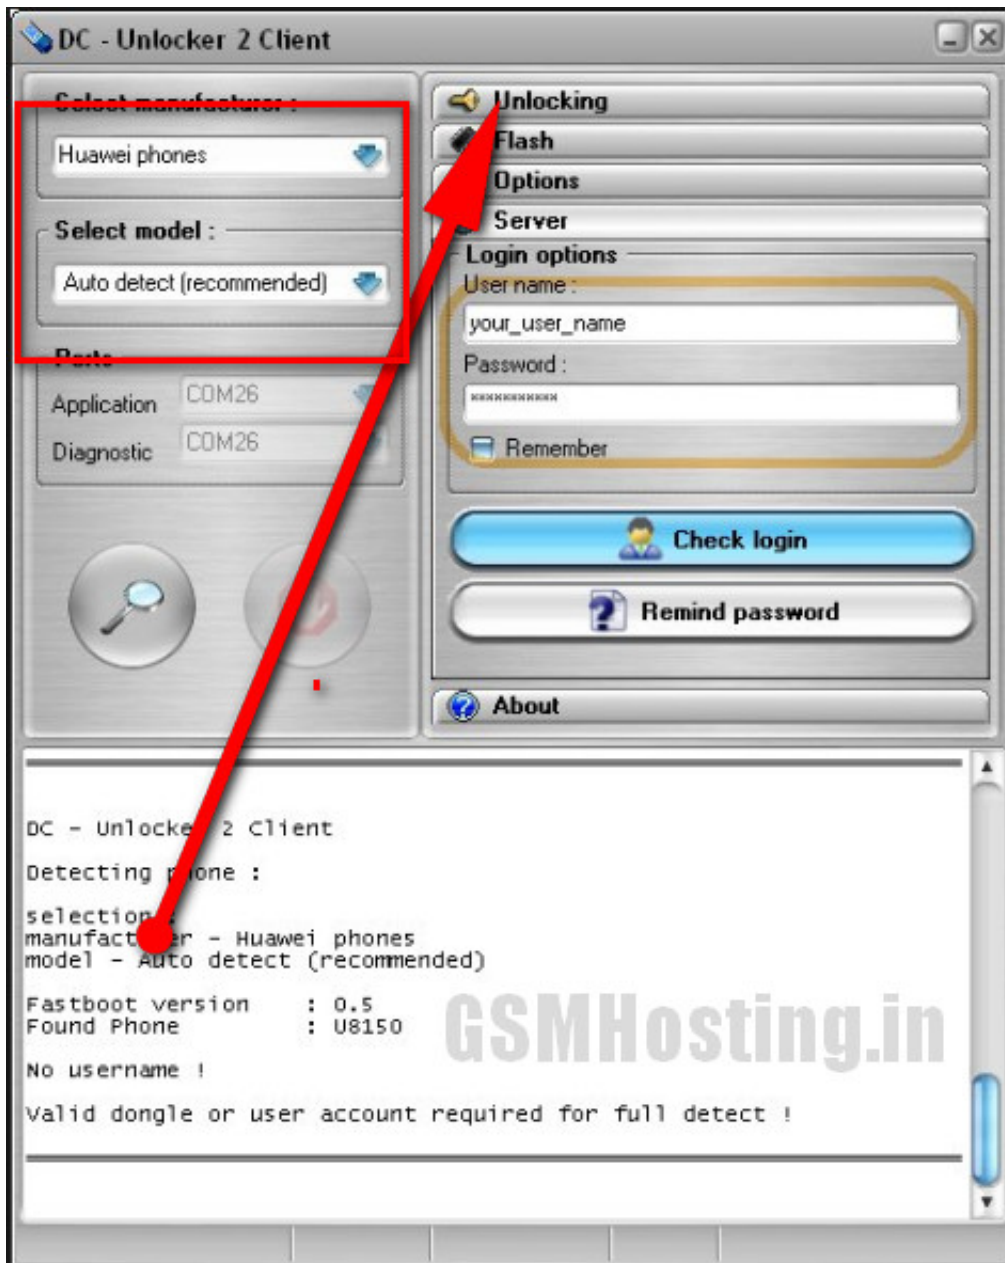 DC - Unlocker 2 Client
Select manufacturer :
Huawei phones
Select model :
Auto detect (recommended)
Ports
Application COM26
Diagnostic COM26
Unlocking
Flash
Options
Server
Login options
User name :
your_user_name
Password :
***********
Remember
Check login
Remind password
About
DC - Unlocker 2 Client
Detecting phone :
selection :
manufacturer - Huawei phones
model - Auto detect (recommended)
Fastboot version : 0.5
Found Phone : U8150
No username !
Valid dongle or user account required for full detect !
GSMHosting.in